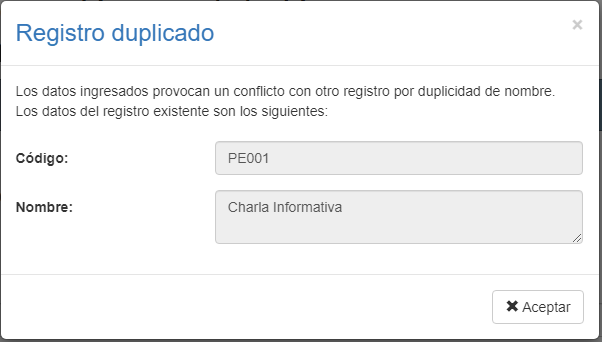 Registro duplicado
×
Los datos ingresados provocan un conflicto con otro registro por duplicidad de nombre.
Los datos del registro existente son los siguientes:
Código: PE001
Nombre: Charla Informativa
✖ Aceptar